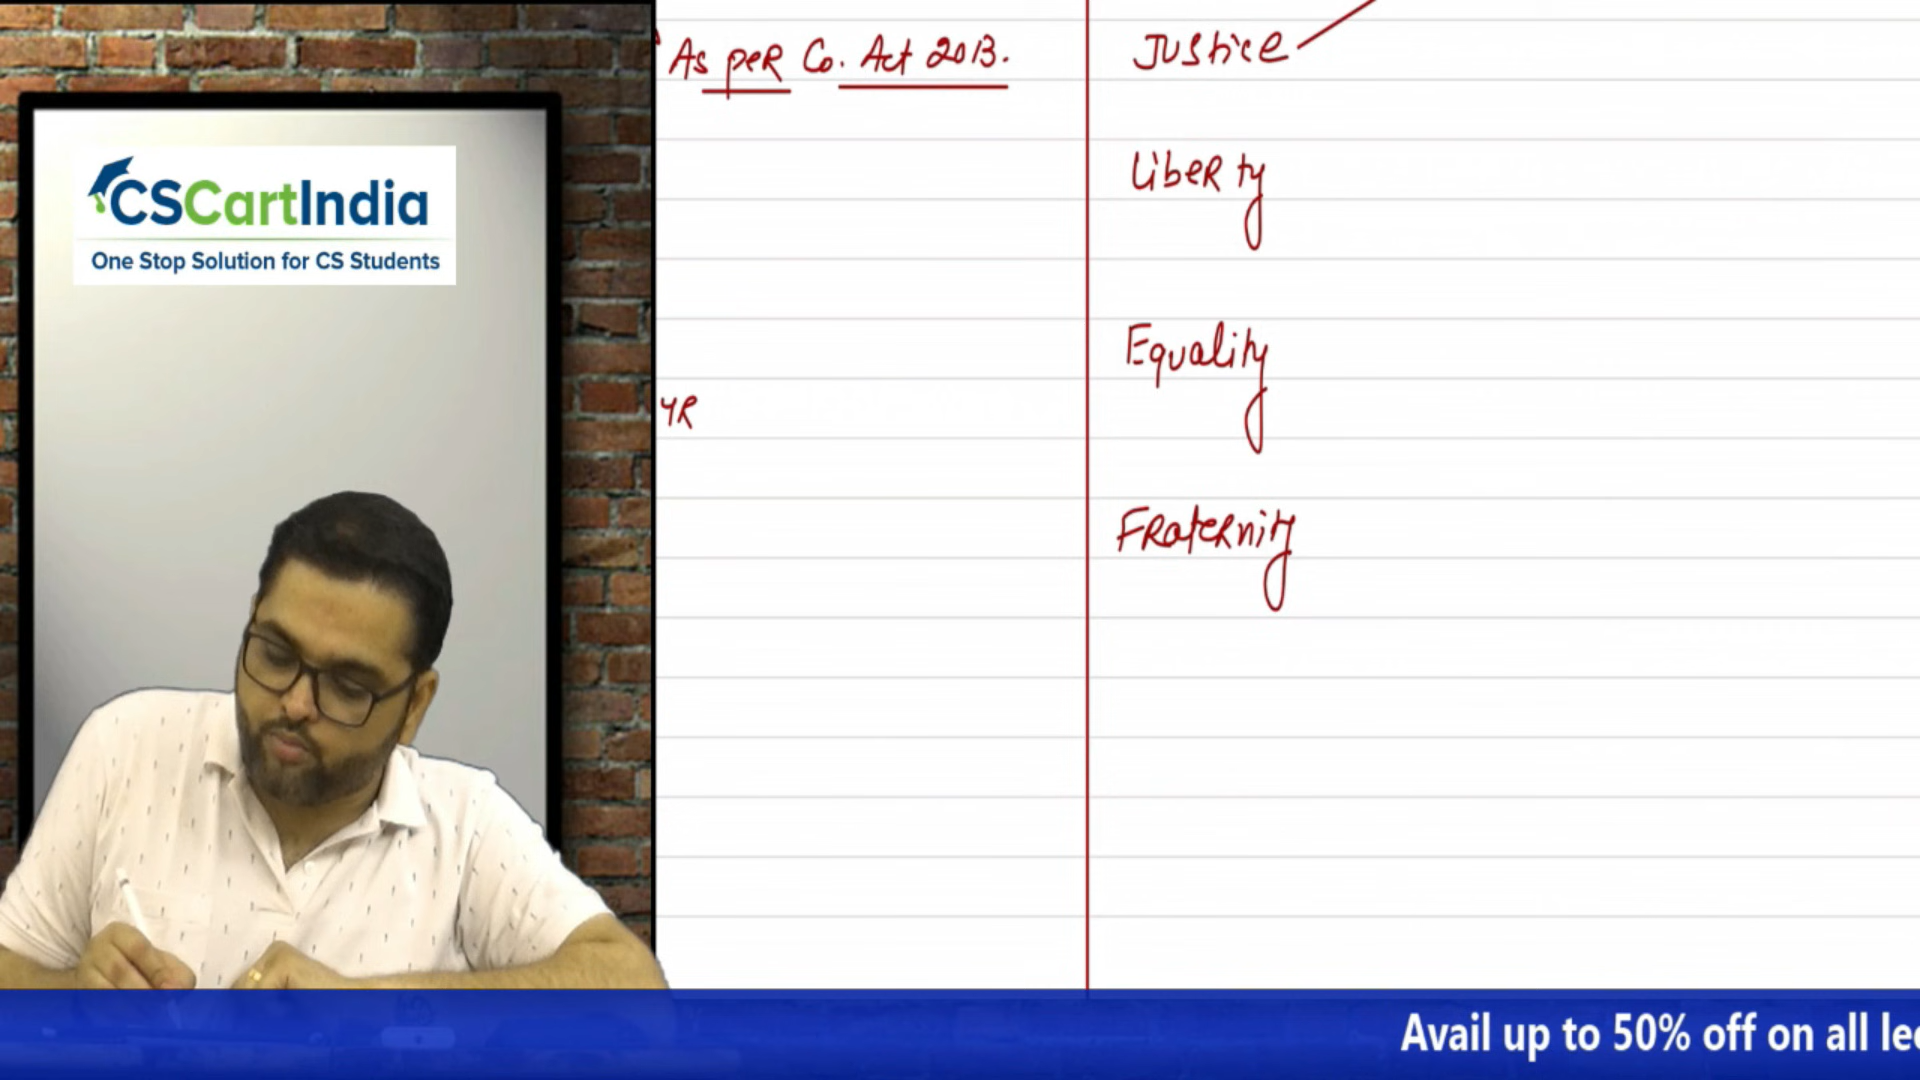 CSCartIndia
One Stop Solution for CS Students
As per Co. Act 2013.
YR
Justice
Liberty
Equality
Fraternity
Avail up to 50% off on all lec